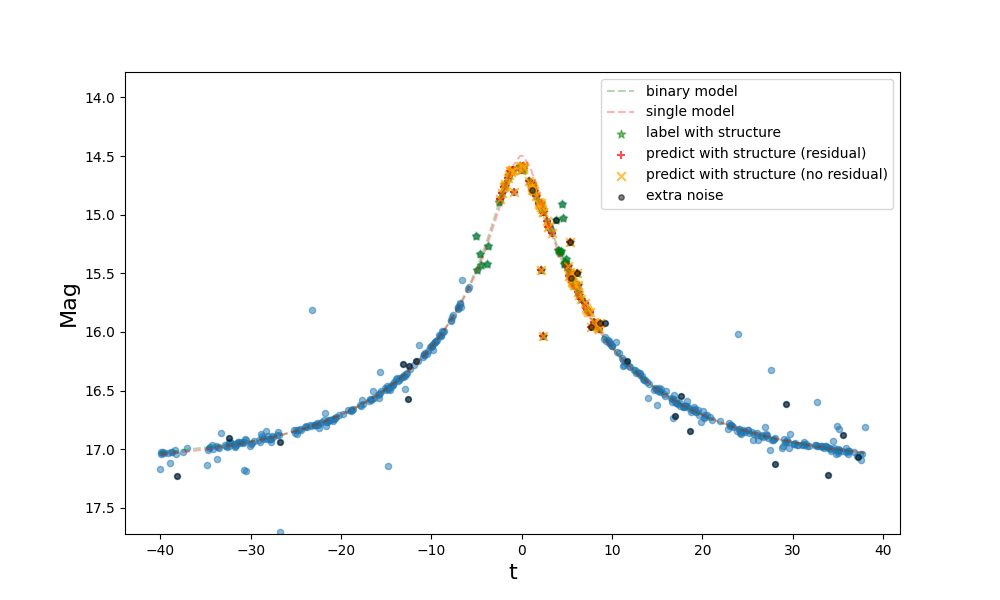 binary model
single model
label with structure
predict with structure (residual)
predict with structure (no residual)
extra noise
14.0
14.5
15.0
15.5
16.0
16.5
17.0
17.5
Mag
−40 −30 −20 −10 0 10 20 30 40
t